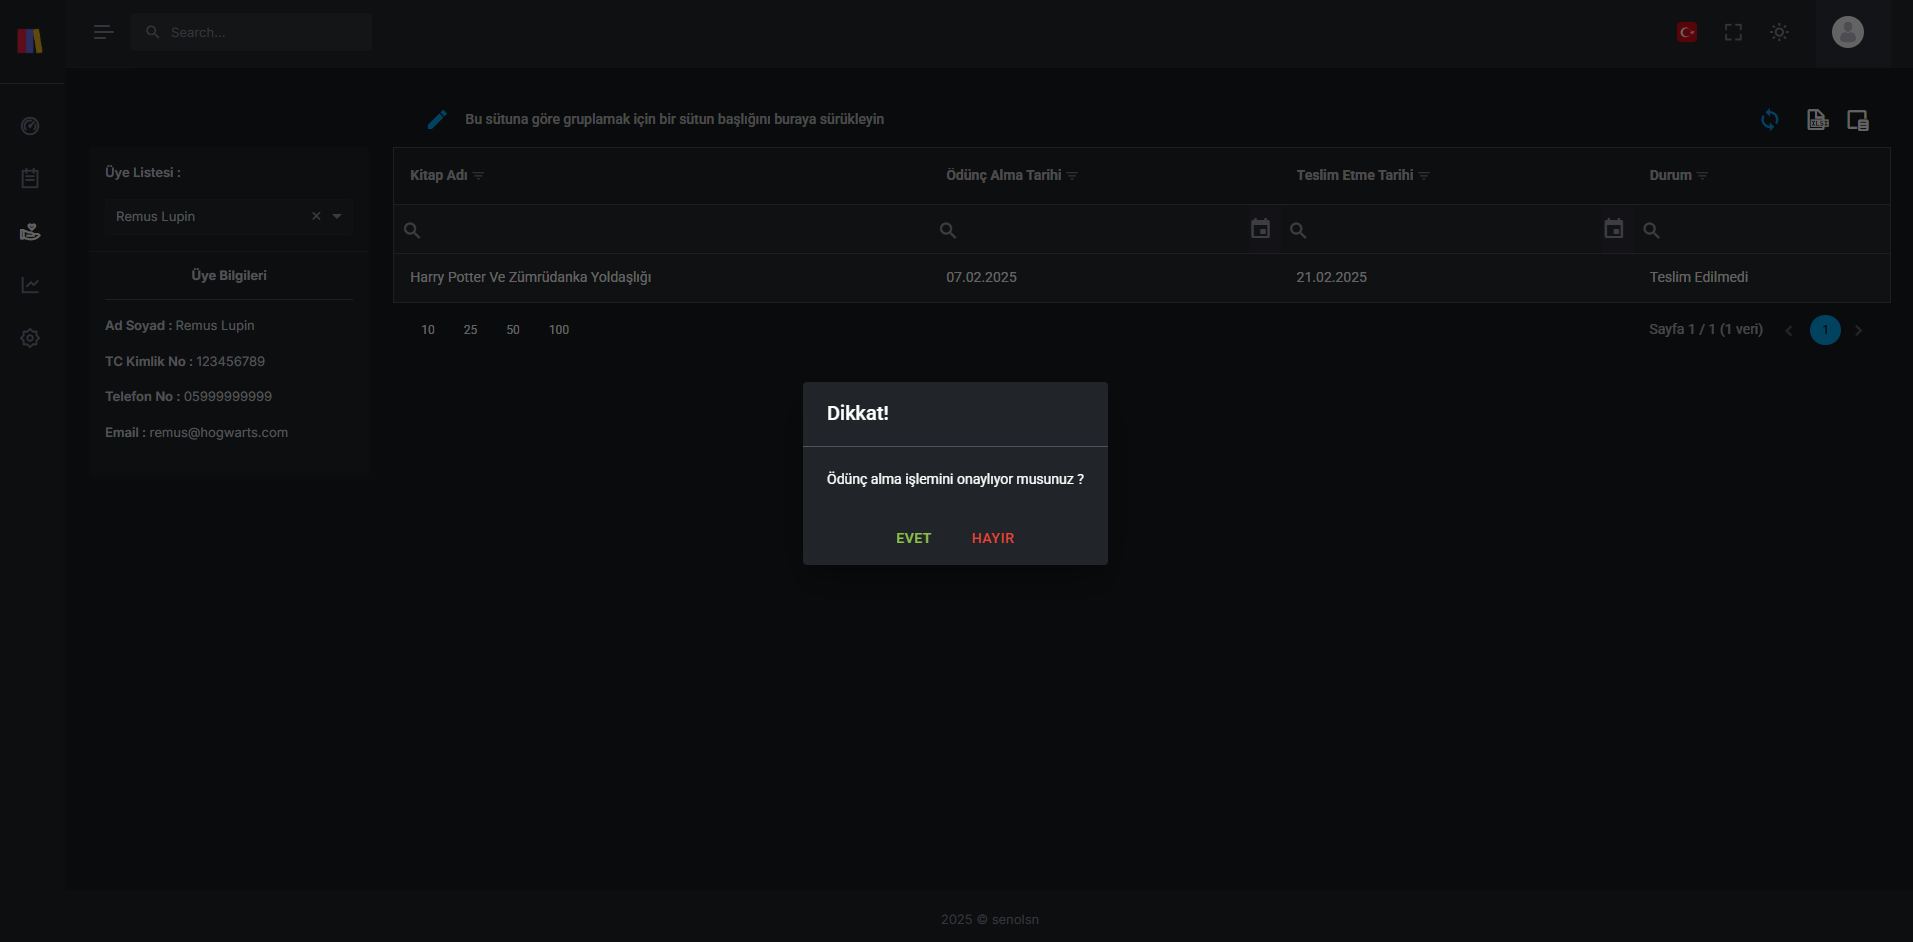 Search...
Bu sütuna göre gruplamak için bir sütun başlığını buraya sürükleyin
XLSX
Üye Listesi :
Remus Lupin
Üye Bilgileri
Ad Soyad : Remus Lupin
TC Kimlik No : 123456789
Telefon No : 05999999999
Email : remus@hogwarts.com
Kitap Adı Ödünç Alma Tarihi Teslim Etme Tarihi Durum
Harry Potter Ve Zümrüdanka Yoldaşlığı 07.02.2025 21.02.2025 Teslim Edilmedi
10 25 50 100 Sayfa 1 / 1 (1 veri) 1
Dikkat!
Ödünç alma işlemini onaylıyor musunuz ?
EVET HAYIR
2025 © senolsn